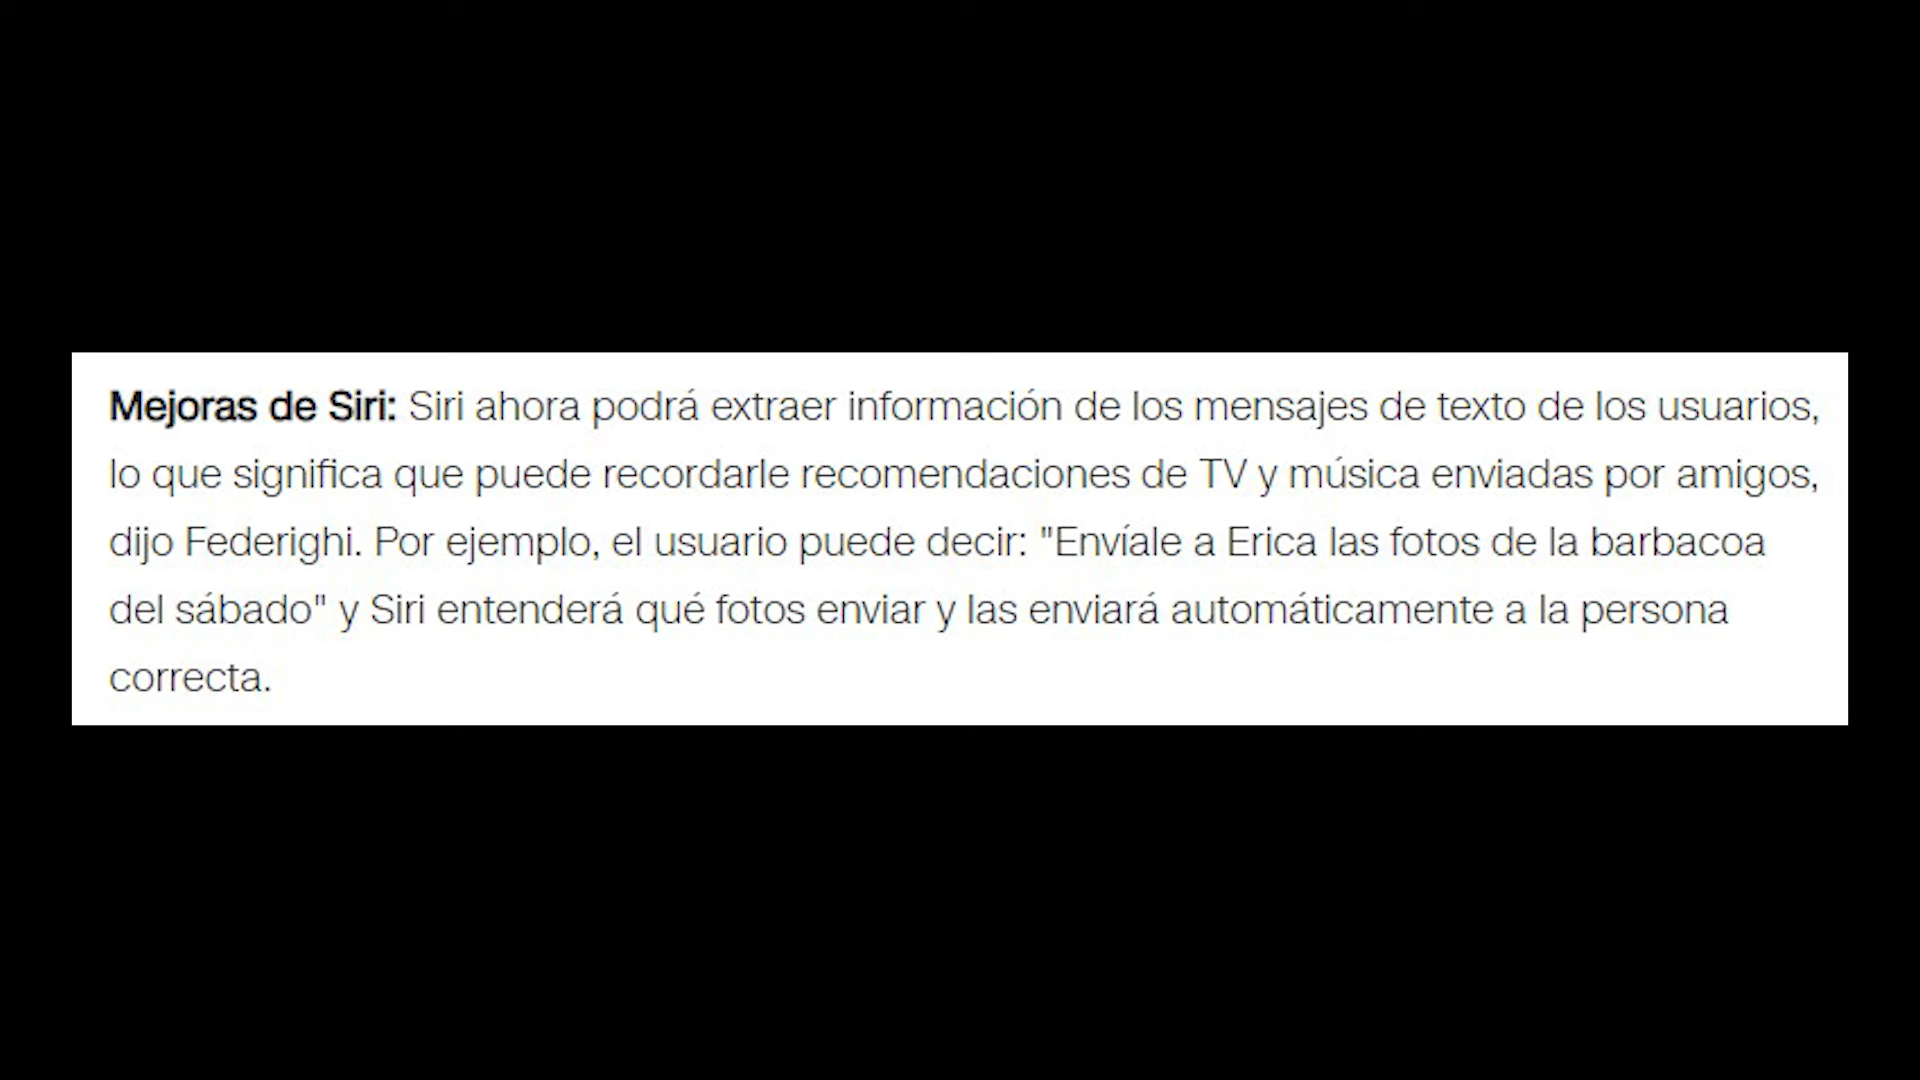 Mejoras de Siri: Siri ahora podrá extraer información de los mensajes de texto de los usuarios,
lo que significa que puede recordarle recomendaciones de TV y música enviadas por amigos,
dijo Federighi. Por ejemplo, el usuario puede decir: "Envíale a Erica las fotos de la barbacoa
del sábado" y Siri entenderá qué fotos enviar y las enviará automáticamente a la persona
correcta.